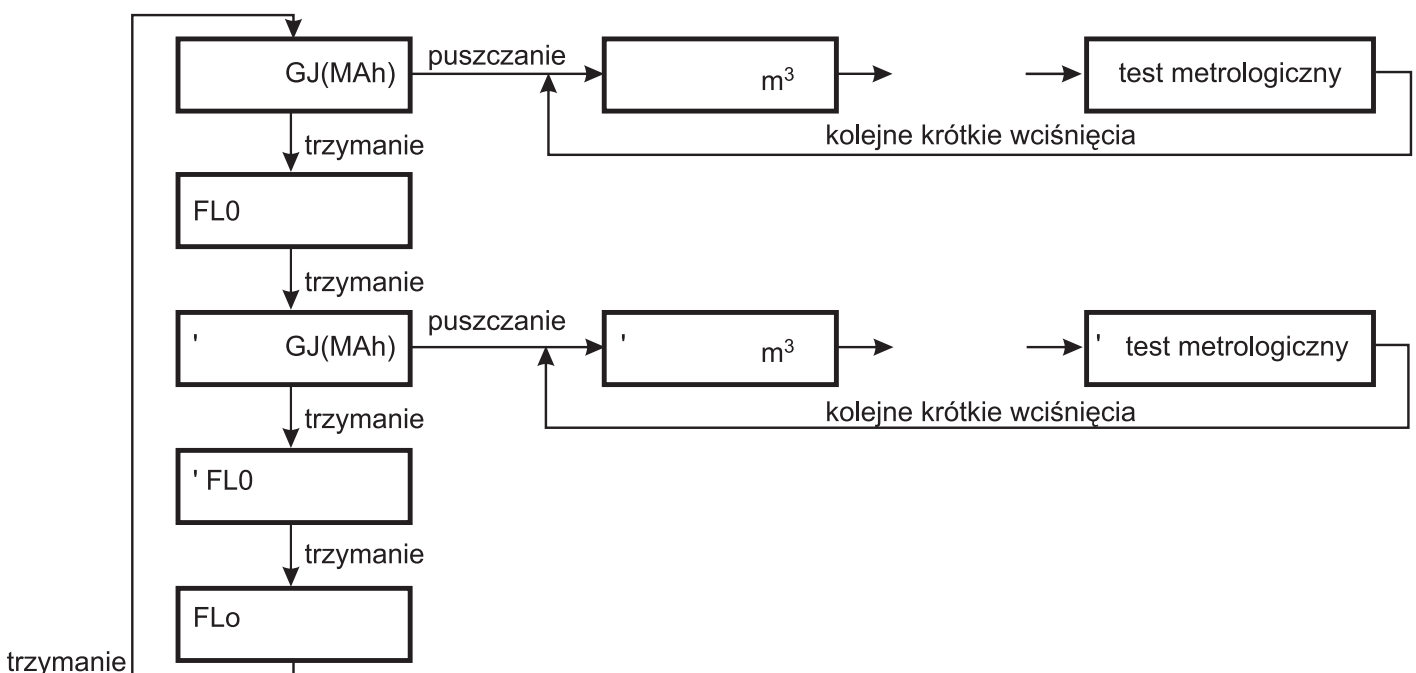 GJ(MAh) puszczanie m³ test metrologiczny
kolejne krótkie wciśnięcia
trzymanie
FL0
trzymanie
' GJ(MAh) puszczanie ' m³ ' test metrologiczny
kolejne krótkie wciśnięcia
trzymanie
' FL0
trzymanie
FLo
trzymanie